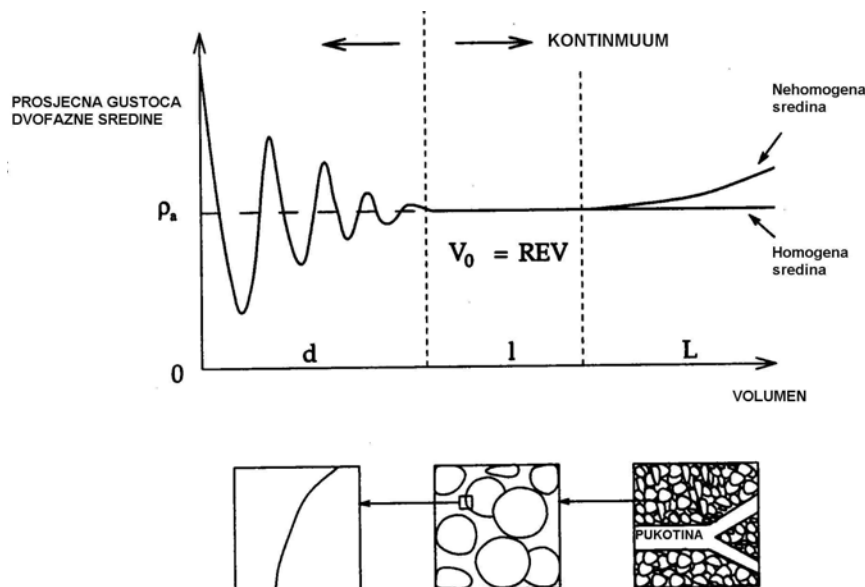 KONTINMUUM
PROSJECNA GUSTOCA
DVOFAZNE SREDINE
Nehomogena
sredina
ρa
V0 = REV
Homogena
sredina
d
l
L
0
VOLUMEN
PUKOTINA